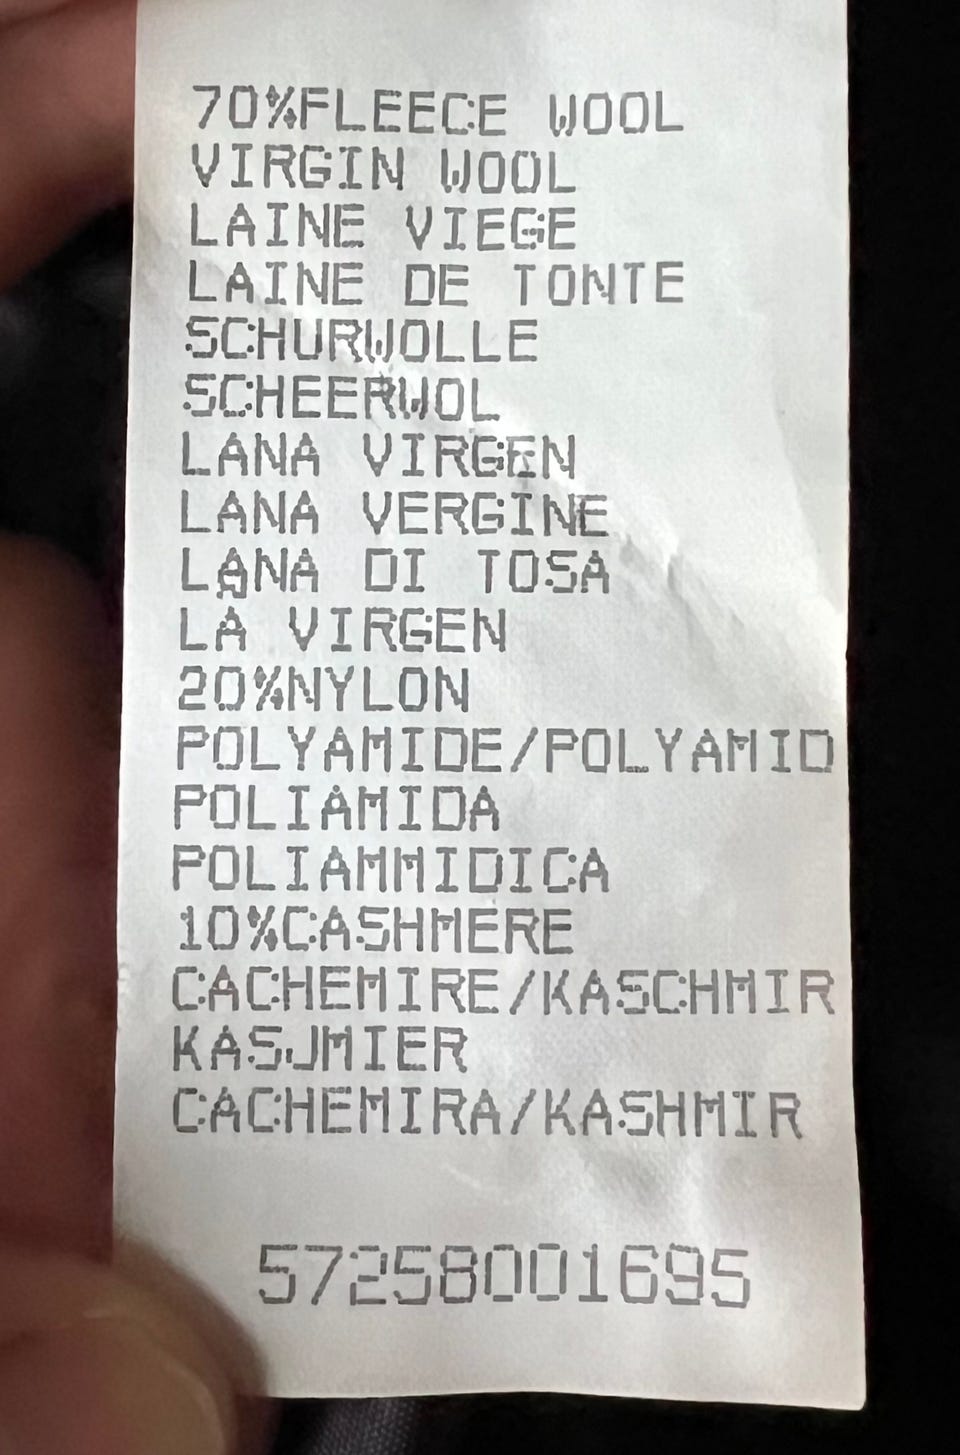 70%FLEECE WOOL
VIRGIN WOOL
LAINE VIEGE
LAINE DE TONTE
SCHURWOLLE
SCHEERWOL
LANA VIRGEN
LANA VERGINE
LANA DI TOSA
LA VIRGEN
20%NYLON
POLYAMIDE/POLYAMID
POLIAMIDA
POLIAMMIDICA
10%CASHMERE
CACHEMIRE/KASCHMIR
KASJMIER
CACHEMIRA/KASHMIR
57258001695